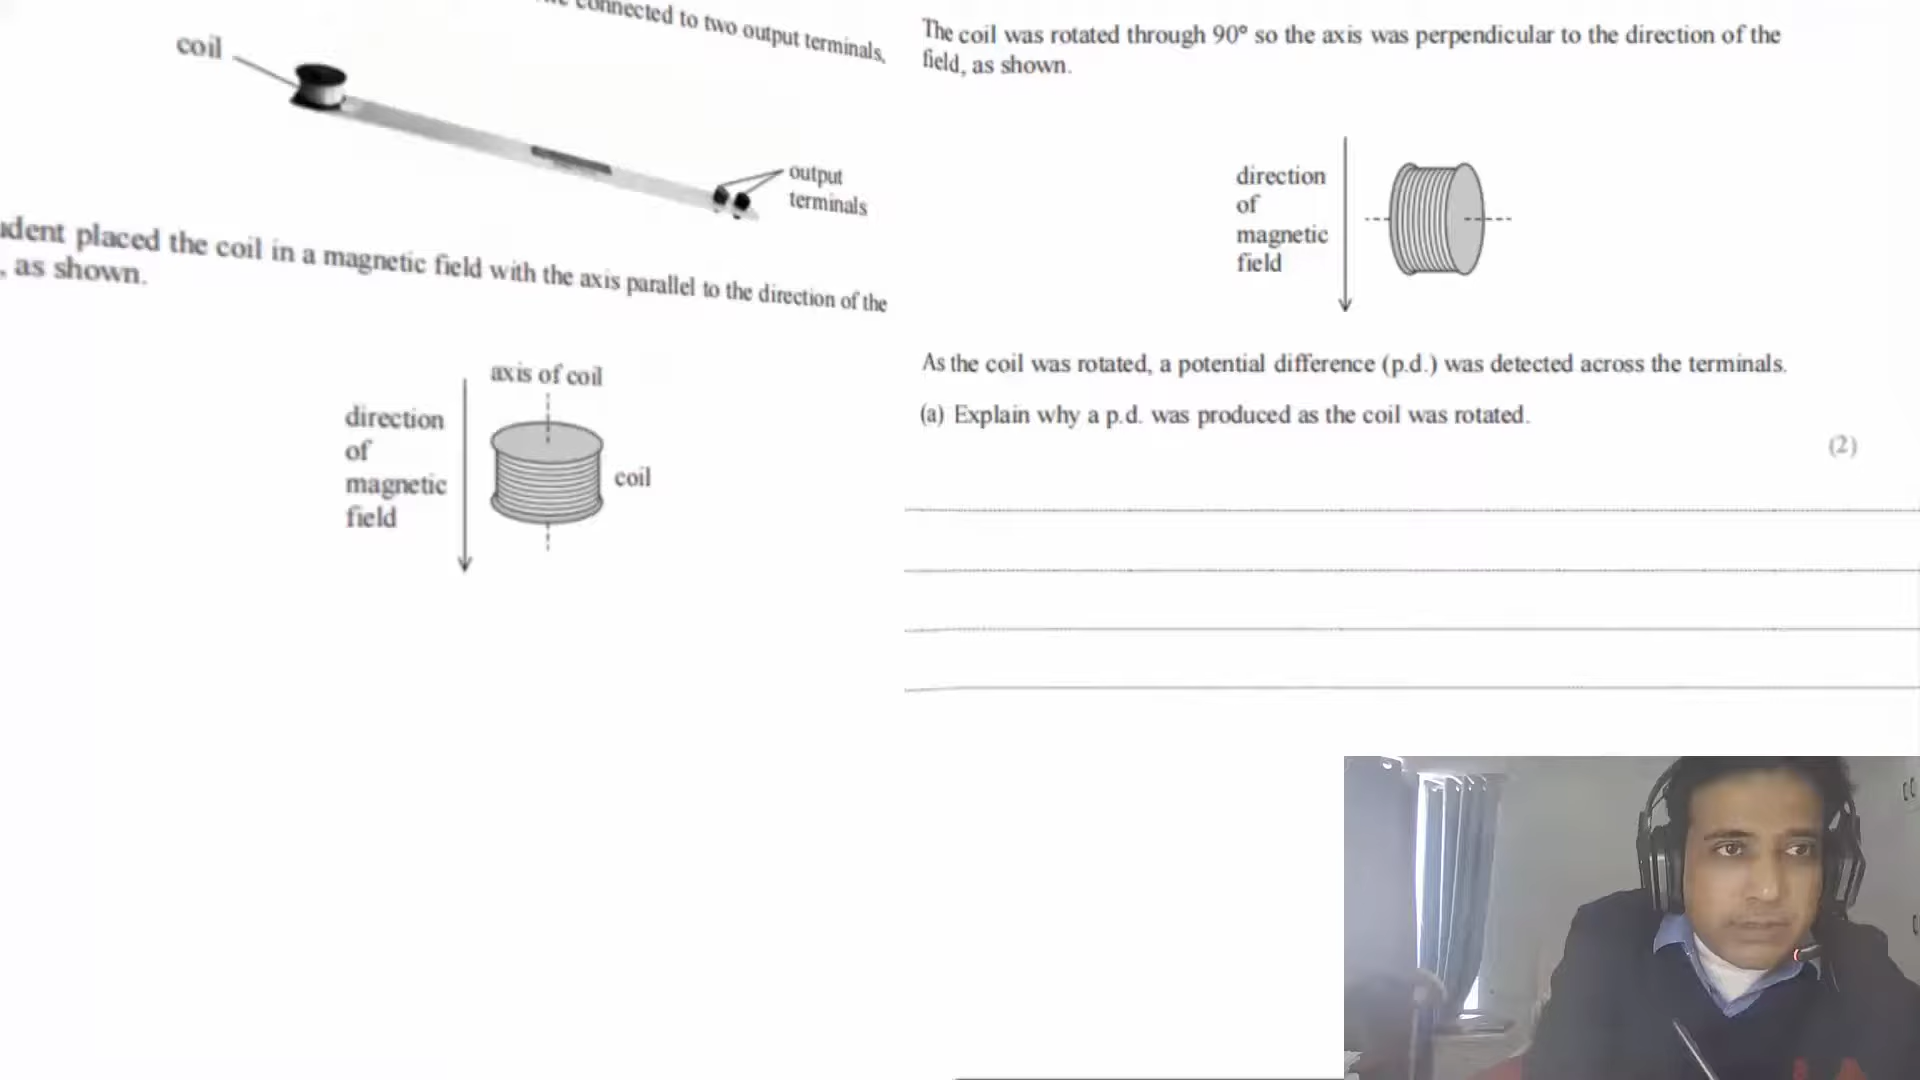 connected to two output terminals,
coil
output
terminals
placed the coil in a magnetic field with the axis parallel to the direction of the
, as shown.
axis of coil
direction
of
magnetic
field
coil
The coil was rotated through 90° so the axis was perpendicular to the direction of the
field, as shown.
direction
of
magnetic
field
As the coil was rotated, a potential difference (p.d.) was detected across the terminals.
(a) Explain why a p.d. was produced as the coil was rotated.
(2)